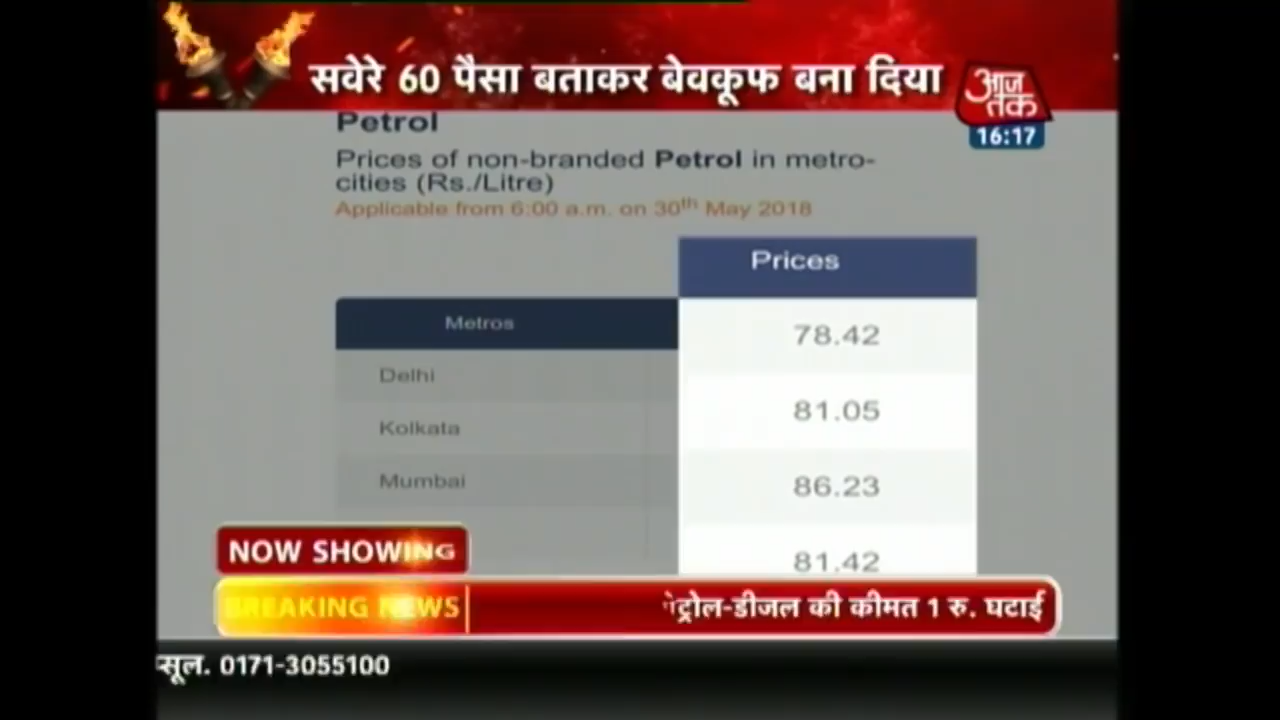 सवेरे 60 पैसा बताकर बेवकूफ बना दिया
आज
तक
16:17
Petrol
Prices of non-branded Petrol in metro-
cities (Rs./Litre)
Applicable from 6:00 a.m. on 30th May 2018
Prices
Metros
78.42
Delhi
81.05
Kolkata
86.23
Mumbai
81.42
NOW SHOWING
BREAKING NEWS
पेट्रोल-डीजल की कीमत 1 रु. घटाई
0171-3055100